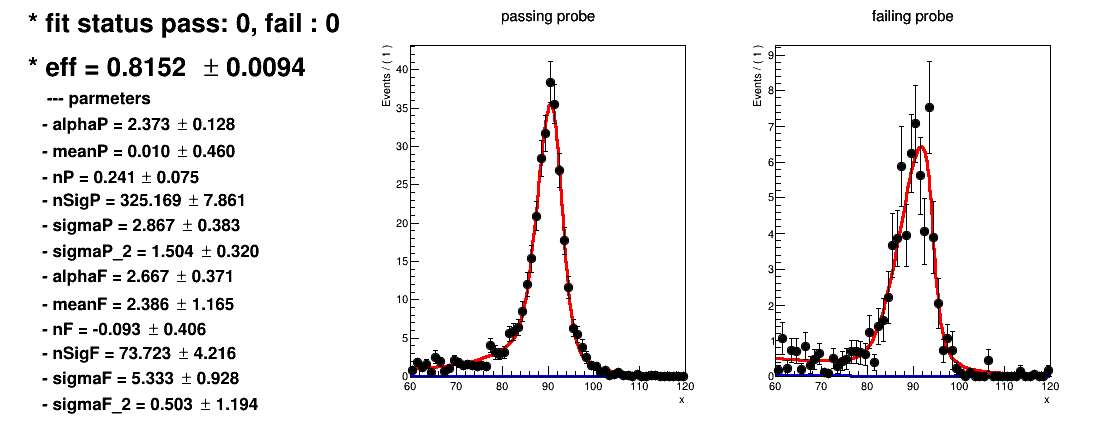 * fit status pass: 0, fail : 0
* eff = 0.8152 ± 0.0094
--- parmeters
- alphaP = 2.373 ± 0.128
- meanP = 0.010 ± 0.460
- nP = 0.241 ± 0.075
- nSigP = 325.169 ± 7.861
- sigmaP = 2.867 ± 0.383
- sigmaP_2 = 1.504 ± 0.320
- alphaF = 2.667 ± 0.371
- meanF = 2.386 ± 1.165
- nF = -0.093 ± 0.406
- nSigF = 73.723 ± 4.216
- sigmaF = 5.333 ± 0.928
- sigmaF_2 = 0.503 ± 1.194
passing probe
Events / ( 1 )
40
35
30
25
20
15
10
5
0
60 70 80 90 100 110 120
x
failing probe
Events / ( 1 )
9
8
7
6
5
4
3
2
1
0
60 70 80 90 100 110 120
x